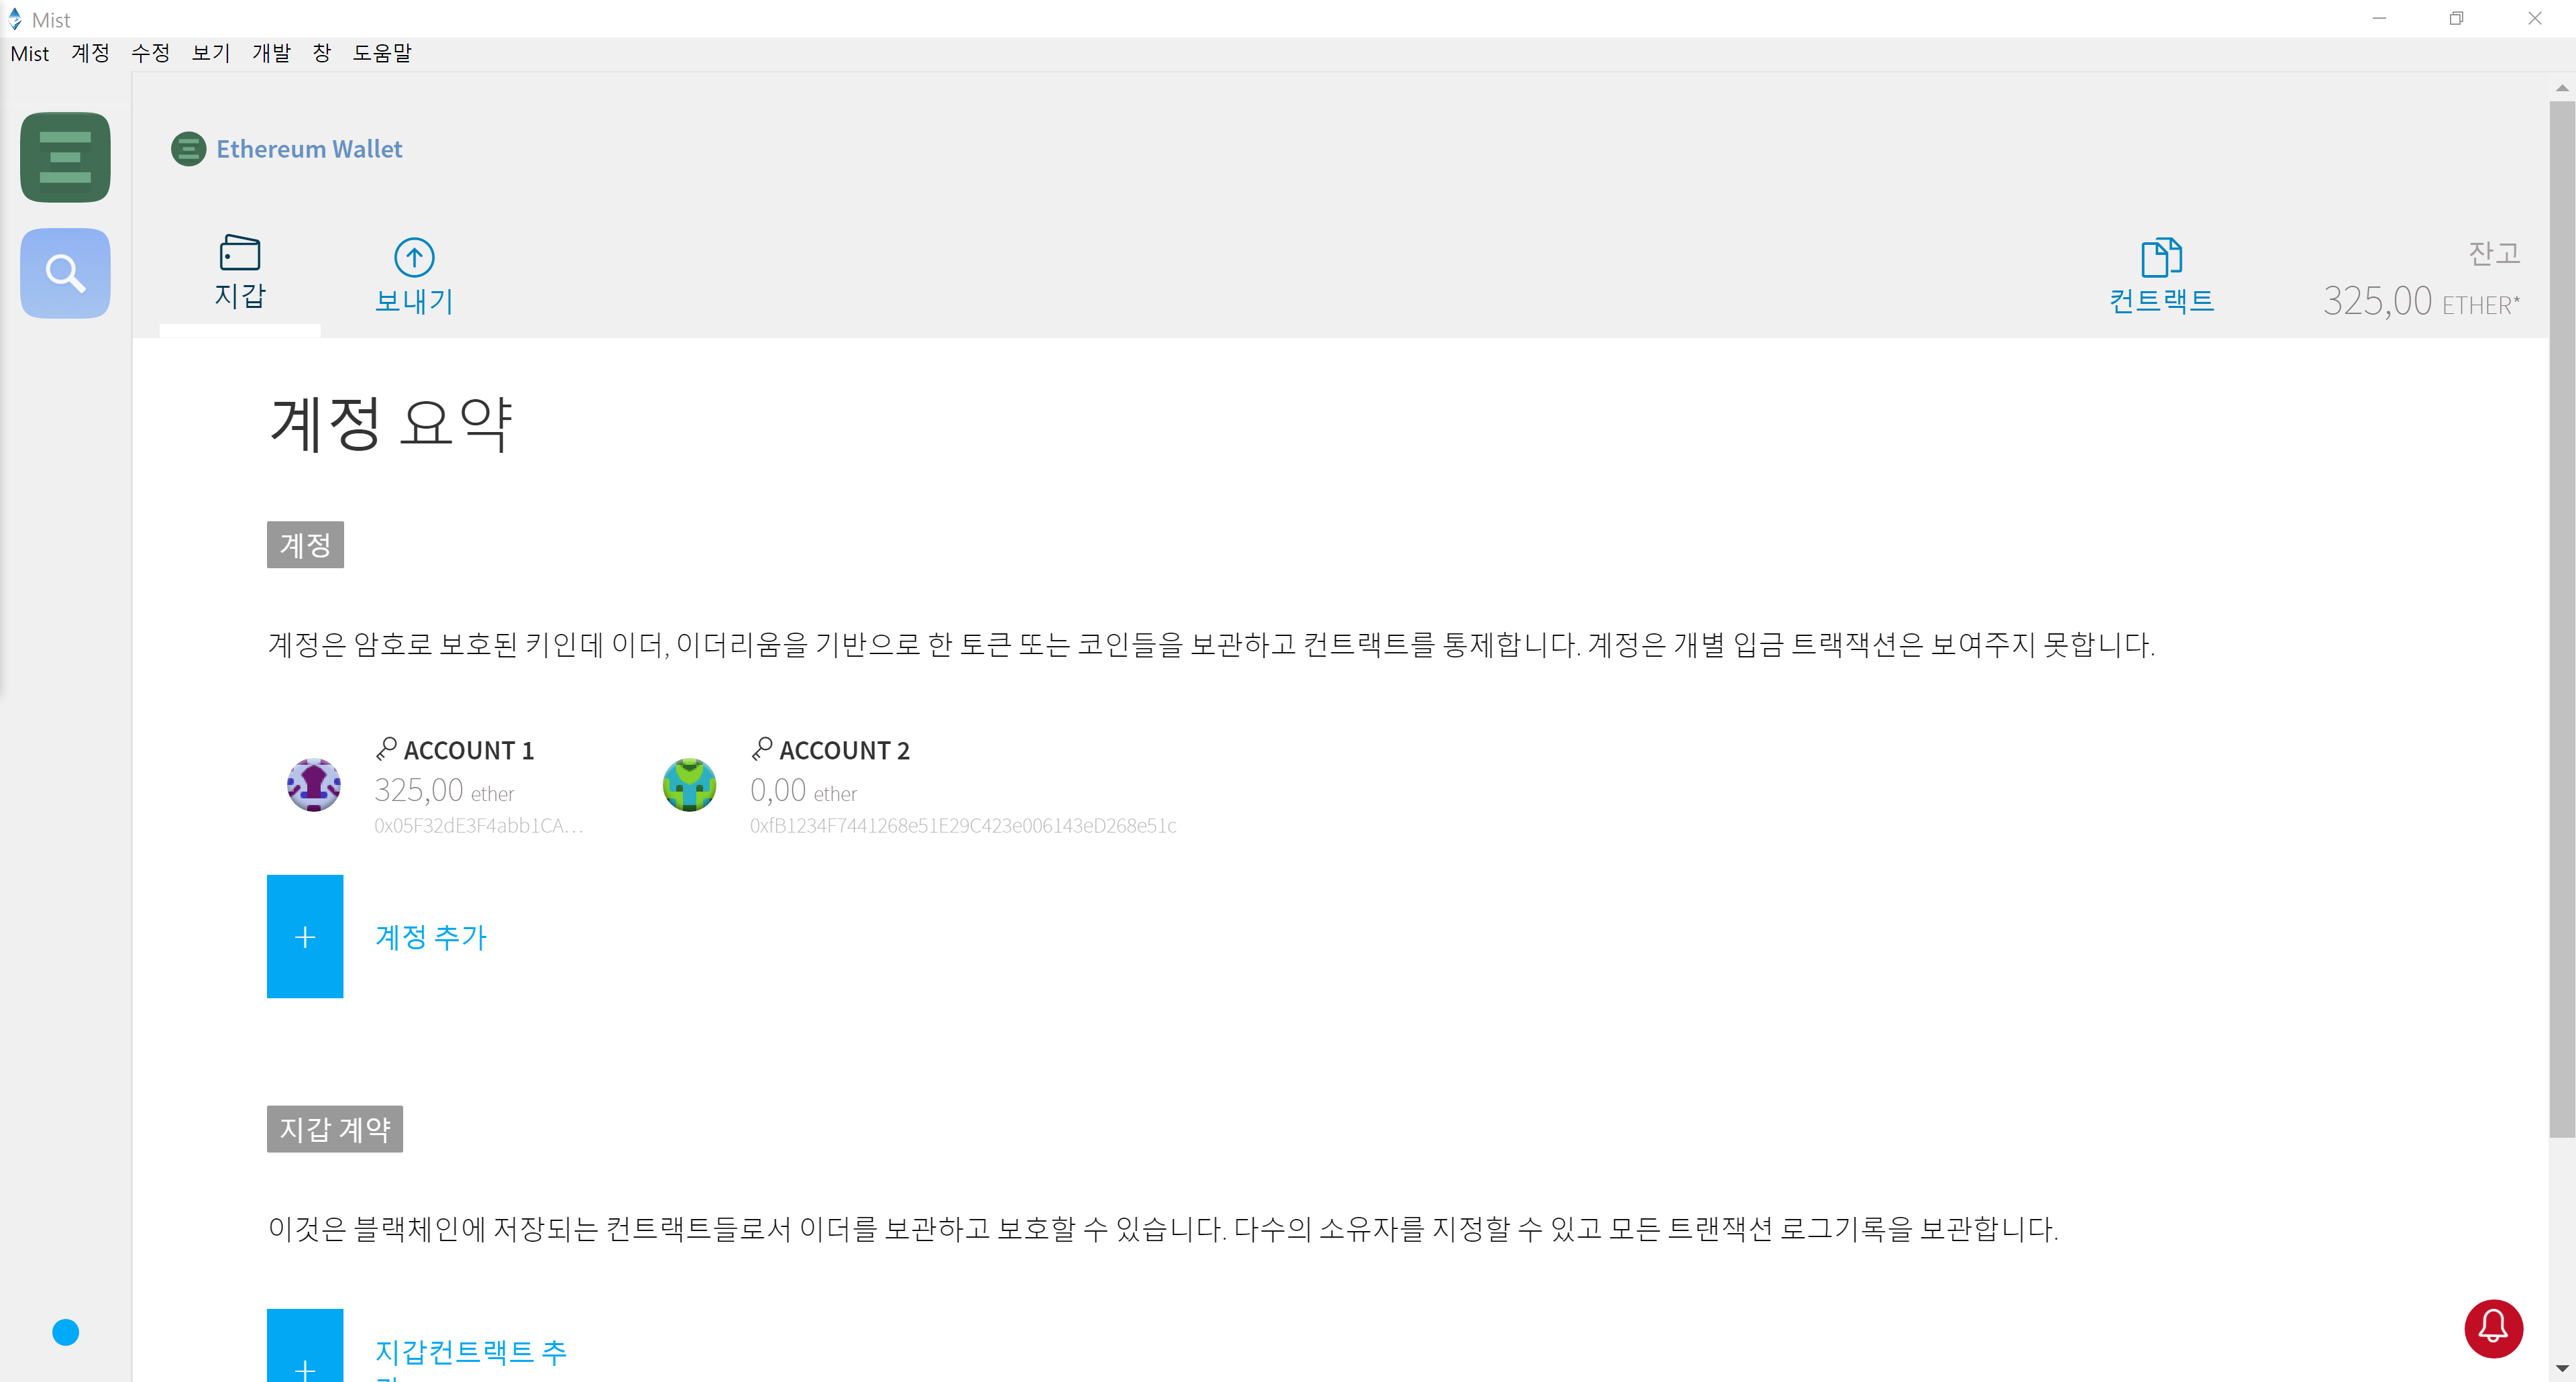 Mist
Mist 계정 수정 보기 개발 창 도움말
Ethereum Wallet
지갑
보내기
컨트랙트
잔고
325,00 ETHER*
계정 요약
계정
계정은 암호로 보호된 키인데 이더, 이더리움을 기반으로 한 토큰 또는 코인들을 보관하고 컨트랙트를 통제합니다. 계정은 개별 입금 트랙잭션은 보여주지 못합니다.
ACCOUNT 1
325,00 ether
0x05F32dE3F4abb1CA...
ACCOUNT 2
0,00 ether
0xfB1234F7441268e51E29C423e006143eD268e51c
+
계정 추가
지갑 계약
이것은 블랙체인에 저장되는 컨트랙트들로서 이더를 보관하고 보호할 수 있습니다. 다수의 소유자를 지정할 수 있고 모든 트랜잭션 로그기록을 보관합니다.
+
지갑컨트랙트 추